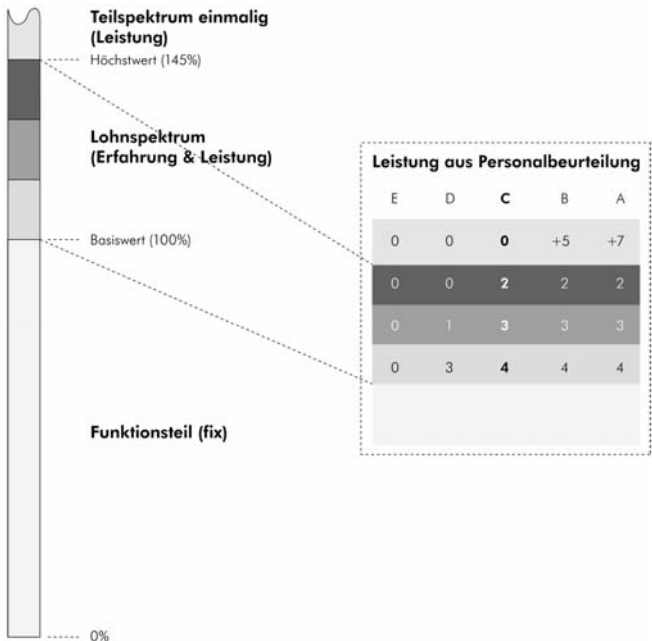 Teilspektrum einmalig
(Leistung)
Höchstwert (145%)
Lohnspektrum
(Erfahrung & Leistung)
Basiswert (100%)
Funktionsteil (fix)
0%
Leistung aus Personalbeurteilung
E D C B A
0 0 0 +5 +7
0 0 2 2 2
0 1 3 3 3
0 3 4 4 4